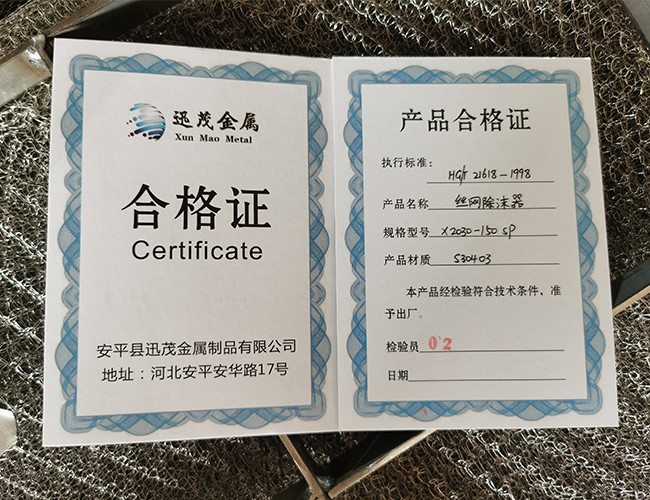 迅茂金属
Xun Mao Metal
合格证
Certificate
安平县迅茂金属制品有限公司
地址：河北安平安华路17号
产品合格证
执行标准： HG/T 21618-1998
产品名称 丝网除沫器
规格型号 X2030-150 SP
产品材质 S30403
本产品经检验符合技术条件，准
予出厂。
检验员 02
日期